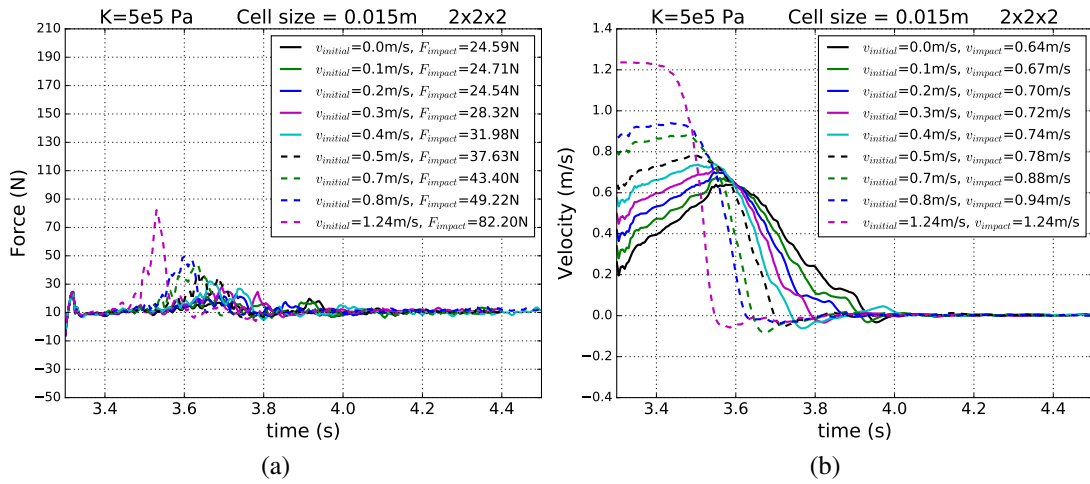 K=5e5 Pa Cell size = 0.015m 2x2x2
210
190
170
150
130
110
90
70
50
30
10
−10
−30
−50
Force (N)
v_initial=0.0m/s, F_impact=24.59N
v_initial=0.1m/s, F_impact=24.71N
v_initial=0.2m/s, F_impact=24.54N
v_initial=0.3m/s, F_impact=28.32N
v_initial=0.4m/s, F_impact=31.98N
v_initial=0.5m/s, F_impact=37.63N
v_initial=0.7m/s, F_impact=43.40N
v_initial=0.8m/s, F_impact=49.22N
v_initial=1.24m/s, F_impact=82.20N
3.4 3.6 3.8 4.0 4.2 4.4
time (s)
(a)
K=5e5 Pa Cell size = 0.015m 2x2x2
1.4
1.2
1.0
0.8
0.6
0.4
0.2
0.0
−0.2
−0.4
Velocity (m/s)
v_initial=0.0m/s, v_impact=0.64m/s
v_initial=0.1m/s, v_impact=0.67m/s
v_initial=0.2m/s, v_impact=0.70m/s
v_initial=0.3m/s, v_impact=0.72m/s
v_initial=0.4m/s, v_impact=0.74m/s
v_initial=0.5m/s, v_impact=0.78m/s
v_initial=0.7m/s, v_impact=0.88m/s
v_initial=0.8m/s, v_impact=0.94m/s
v_initial=1.24m/s, v_impact=1.24m/s
3.4 3.6 3.8 4.0 4.2 4.4
time (s)
(b)